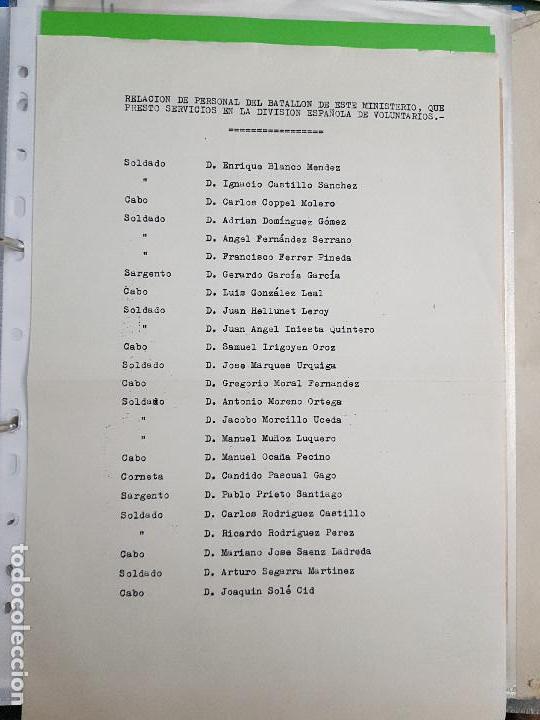 RELACION DE PERSONAL DEL BATALLON DE ESTE MINISTERIO, QUE
PRESTO SERVICIOS EN LA DIVISION ESPAÑOLA DE VOLUNTARIOS.-
=================
Soldado D. Enrique Blanco Mendez
" D. Ignacio Castillo Sanchez
Cabo D. Carlos Coppel Molero
Soldado D. Adrian Domínguez Gómez
" D. Angel Fernández Serrano
" D. Francisco Ferrer Pineda
Sargento D. Gerardo García García
Cabo D. Luis González Leal
Soldado D. Juan Hellunet Leroy
" D. Juan Angel Iniesta Quintero
Cabo D. Samuel Irigoyen Oroz
Soldado D. Jose Marques Urquiga
Cabo D. Gregorio Moral Fernandez
Soldado D. Antonio Moreno Ortega
" D. Jacobo Morcillo Uceda
" D. Manuel Muñoz Luquero
Cabo D. Manuel Ocaña Pecino
Corneta D. Candido Pascual Gago
Sargento D. Pablo Prieto Santiago
Soldado D. Carlos Rodriguez Castillo
" D. Ricardo Rodriguez Perez
Cabo D. Mariano Jose Saenz Ladreda
Soldado D. Arturo Segarra Martinez
Cabo D. Joaquin Solé Cid
todocoleccion